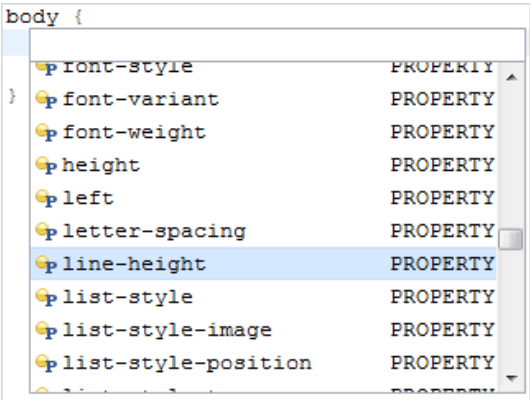 body {
font-style PROPERTY
} font-variant PROPERTY
font-weight PROPERTY
height PROPERTY
left PROPERTY
letter-spacing PROPERTY
line-height PROPERTY
list-style PROPERTY
list-style-image PROPERTY
list-style-position PROPERTY